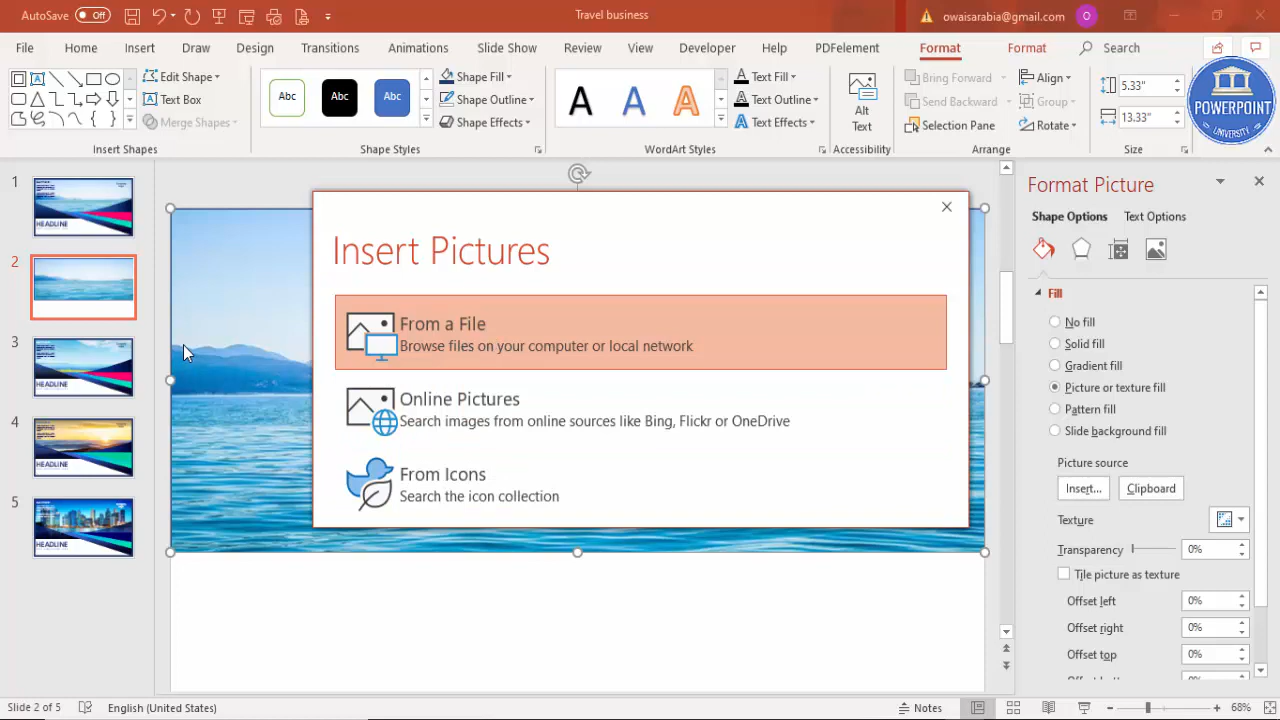 AutoSave Off
Travel business
owaisarabia@gmail.com O
File Home Insert Draw Design Transitions Animations Slide Show Review View Developer Help PDFelement Format Format Search
Edit Shape
Text Box
Merge Shapes
Insert Shapes
Abc Abc Abc
Shape Fill
Shape Outline
Shape Effects
Shape Styles
A A A
Text Fill
Text Outline
Text Effects
WordArt Styles
Alt
Text
Accessibility
Bring Forward
Send Backward
Selection Pane
Align
Group
Rotate
Arrange
5.33"
13.33"
Size
POWERPOINT
UNIVERSITY
1
HEADLINE
2
3
HEADLINE
4
HEADLINE
5
HEADLINE
Insert Pictures
From a File
Browse files on your computer or local network
Online Pictures
Search images from online sources like Bing, Flickr or OneDrive
From Icons
Search the icon collection
Format Picture
Shape Options Text Options
Fill
No fill
Solid fill
Gradient fill
Picture or texture fill
Pattern fill
Slide background fill
Picture source
Insert... Clipboard
Texture
Transparency 0%
Tile picture as texture
Offset left 0%
Offset right 0%
Offset top 0%
Slide 2 of 5 English (United States) Notes 68%